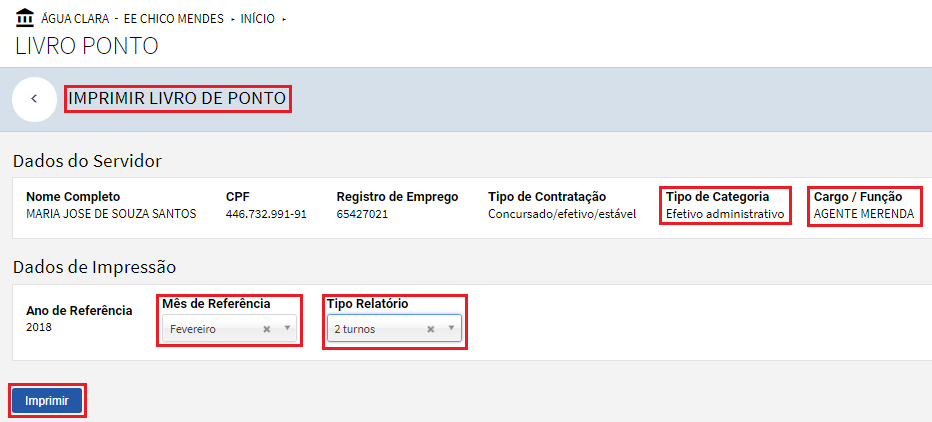 ÁGUA CLARA - EE CHICO MENDES ▸ INÍCIO ▸
LIVRO PONTO
< IMPRIMIR LIVRO DE PONTO
Dados do Servidor
Nome Completo CPF Registro de Emprego Tipo de Contratação Tipo de Categoria Cargo / Função
MARIA JOSE DE SOUZA SANTOS 446.732.991-91 65427021 Concursado/efetivo/estável Efetivo administrativo AGENTE MERENDA
Dados de Impressão
Ano de Referência Mês de Referência Tipo Relatório
2018 Fevereiro 2 turnos
Imprimir